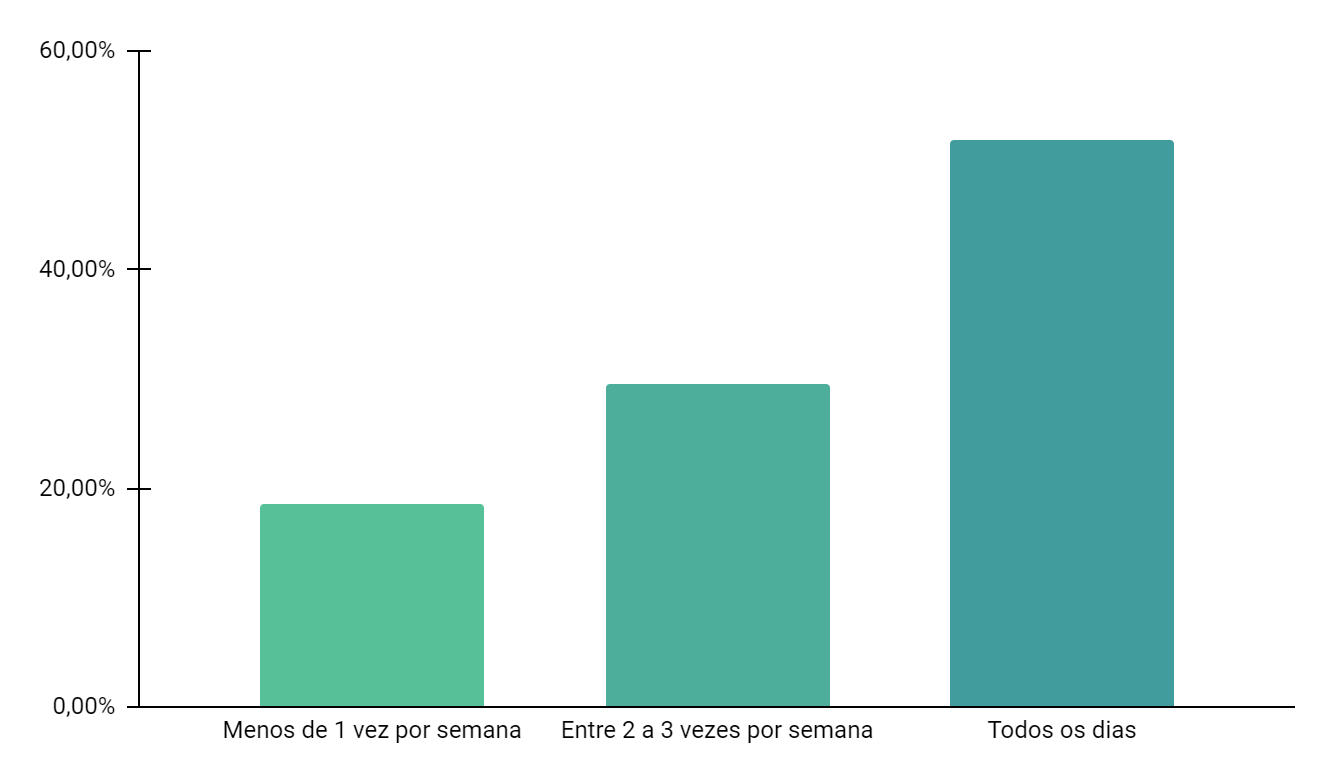 60,00%
40,00%
20,00%
0,00%
Menos de 1 vez por semana
Entre 2 a 3 vezes por semana
Todos os dias